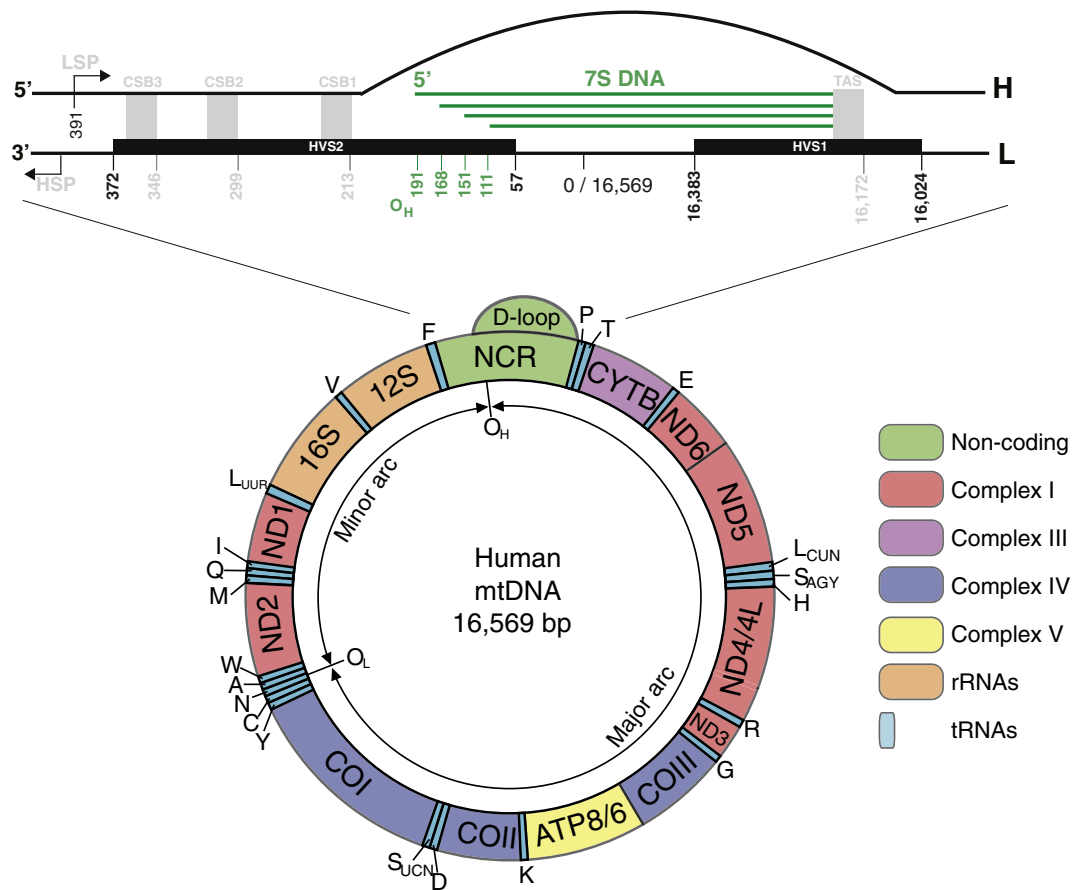 LSP
CSB3
CSB2
CSB1
5’
7S DNA
TAS
5’
H
391
3’
HVS2
HVS1
L
HSP
372
346
299
213
191
168
151
111
57
0 / 16,569
16,383
16,172
16,024
OH
D-loop
F
NCR
P
T
12S
CYTB
V
E
16S
ND6
OH
Non-coding
LUUR
Minor arc
ND5
Complex I
ND1
Human
Complex III
I
LCUN
Q
mtDNA
SAGY
Complex IV
M
16,569 bp
H
ND2
ND4/4L
Complex V
OL
W
A
rRNAs
N
Major arc
C
R
tRNAs
Y
ND3
G
COI
COIII
COII
ATP8/6
SUCN
D
K